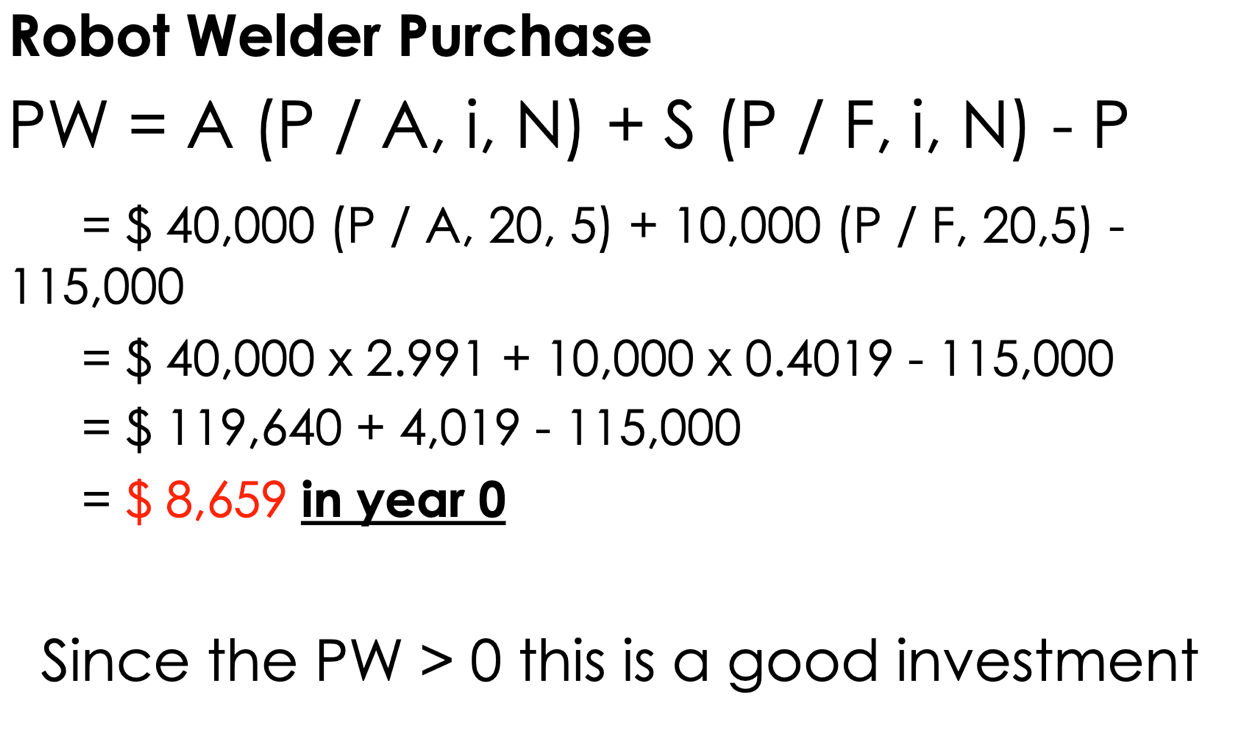 Robot Welder Purchase
PW = A (P / A, i, N) + S (P / F, i, N) - P
= $ 40,000 (P / A, 20, 5) + 10,000 (P / F, 20,5) -
115,000
= $ 40,000 x 2.991 + 10,000 x 0.4019 - 115,000
= $ 119,640 + 4,019 - 115,000
= $ 8,659 in year 0
Since the PW > 0 this is a good investment